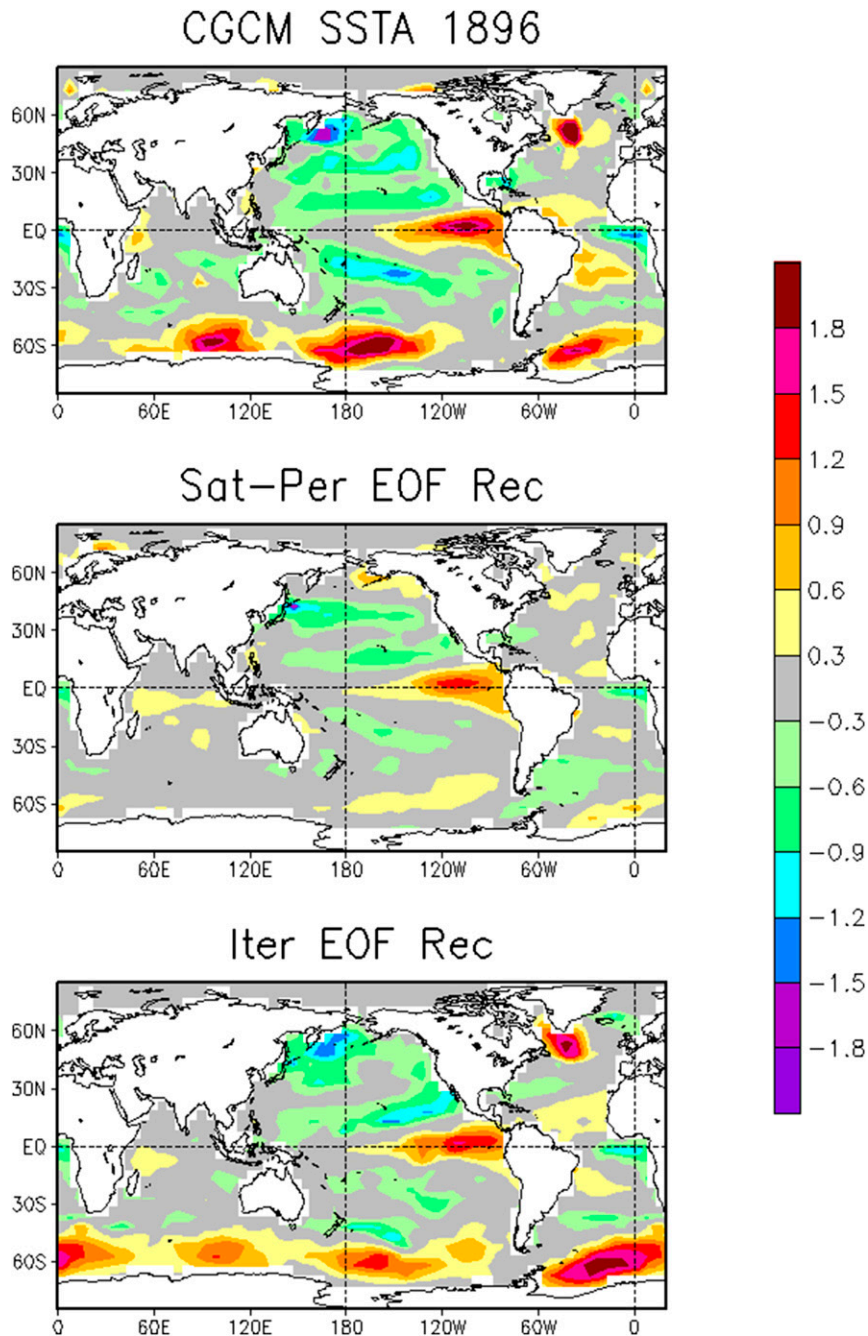 CGCM SSTA 1896
60N
30N
EQ
30S
60S
0 60E 120E 180 120W 60W 0
Sat-Per EOF Rec
60N
30N
EQ
30S
60S
0 60E 120E 180 120W 60W 0
Iter EOF Rec
60N
30N
EQ
30S
60S
0 60E 120E 180 120W 60W 0
1.8
1.5
1.2
0.9
0.6
0.3
-0.3
-0.6
-0.9
-1.2
-1.5
-1.8